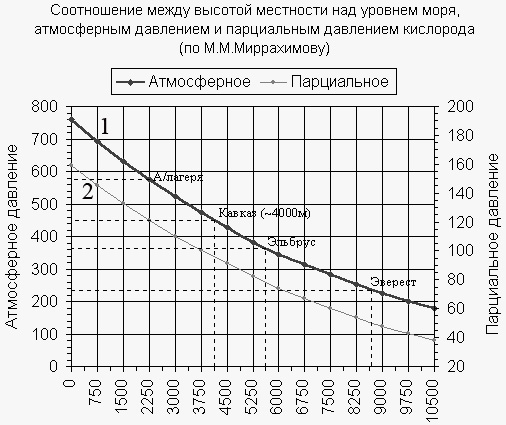 Соотношение между высотой местности над уровнем моря,
атмосферным давлением и парциальным давлением кислорода
(по М.М.Миррахимову)
Атмосферное Парциальное
Атмосферное давление
800
700
600
500
400
300
200
100
0
1
2
А/лагеря
Кавказ (~4000м)
Эльбрус
Эверест
200
180
160
140
120
100
80
60
40
20
Парциальное давление
0 750 1500 2250 3000 3750 4500 5250 6000 6750 7500 8250 9000 9750 10500